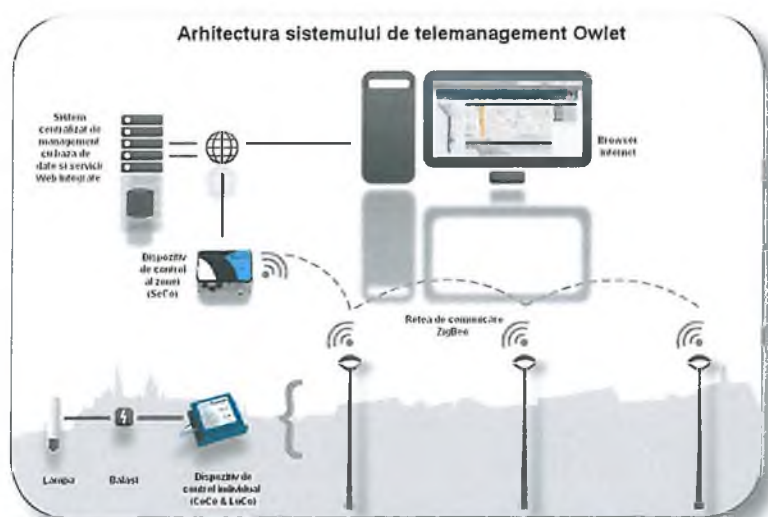 Arhitectura sistemului de telemanagement Owlet
Sistem
centralizat de
management
cu baza de
date si servicii
Web integrate
Browser
internet
Dispozitiv
de control
al zonei
(SeCo)
Retea de comunicare
ZigBee
Lampa
Balast
Dispozitiv de
control individual
(CoCo & LuCo)